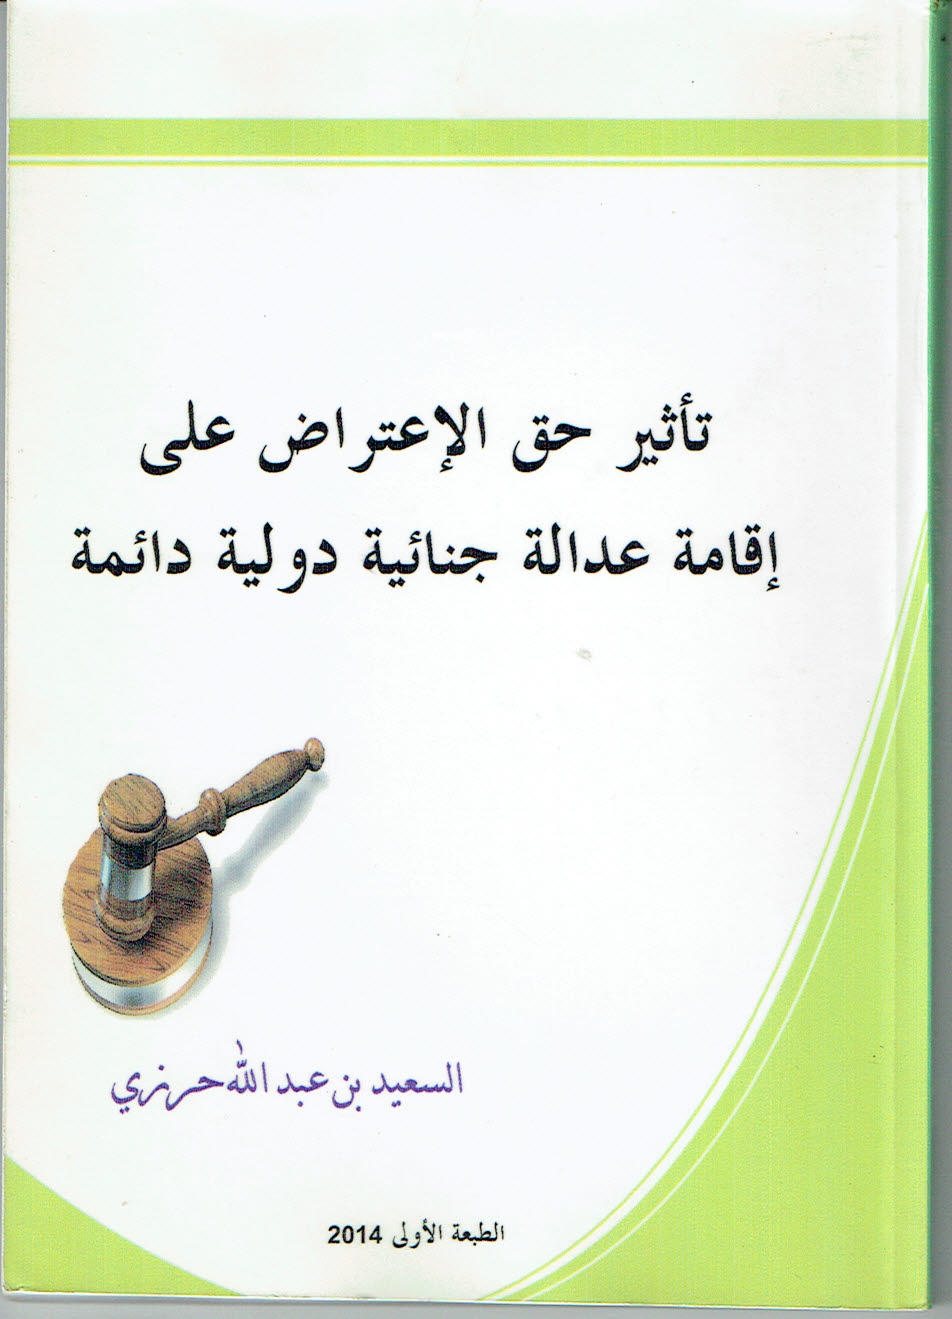 تأثير حق الإعتراض على
إقامة عدالة جنائية دولية دائمة
السعيد بن عبد الله حرزي
الطبعة الأولى 2014